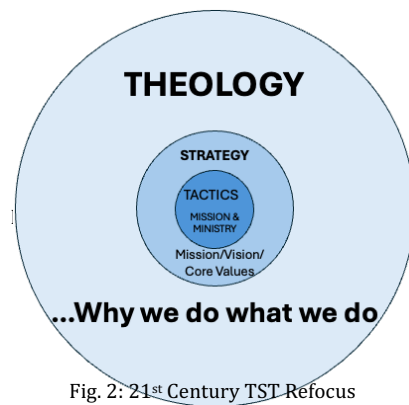 THEOLOGY
STRATEGY
TACTICS
MISSION &
MINISTRY
Mission/Vision/
Core Values
...Why we do what we do
Fig. 2: 21st Century TST Refocus